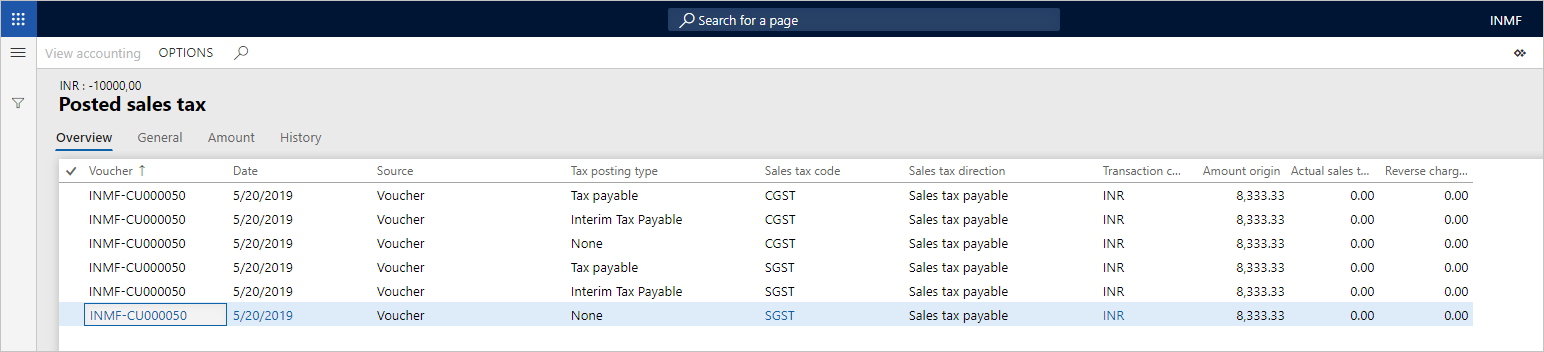 Search for a page
INMF
View accounting OPTIONS
INR : -10000,00
Posted sales tax
Overview General Amount History
Voucher ↑ Date Source Tax posting type Sales tax code Sales tax direction Transaction c... Amount origin Actual sales t... Reverse charg...
INMF-CU000050 5/20/2019 Voucher Tax payable CGST Sales tax payable INR 8,333.33 0.00 0.00
INMF-CU000050 5/20/2019 Voucher Interim Tax Payable CGST Sales tax payable INR 8,333.33 0.00 0.00
INMF-CU000050 5/20/2019 Voucher None CGST Sales tax payable INR 8,333.33 0.00 0.00
INMF-CU000050 5/20/2019 Voucher Tax payable SGST Sales tax payable INR 8,333.33 0.00 0.00
INMF-CU000050 5/20/2019 Voucher Interim Tax Payable SGST Sales tax payable INR 8,333.33 0.00 0.00
INMF-CU000050 5/20/2019 Voucher None SGST Sales tax payable INR 8,333.33 0.00 0.00